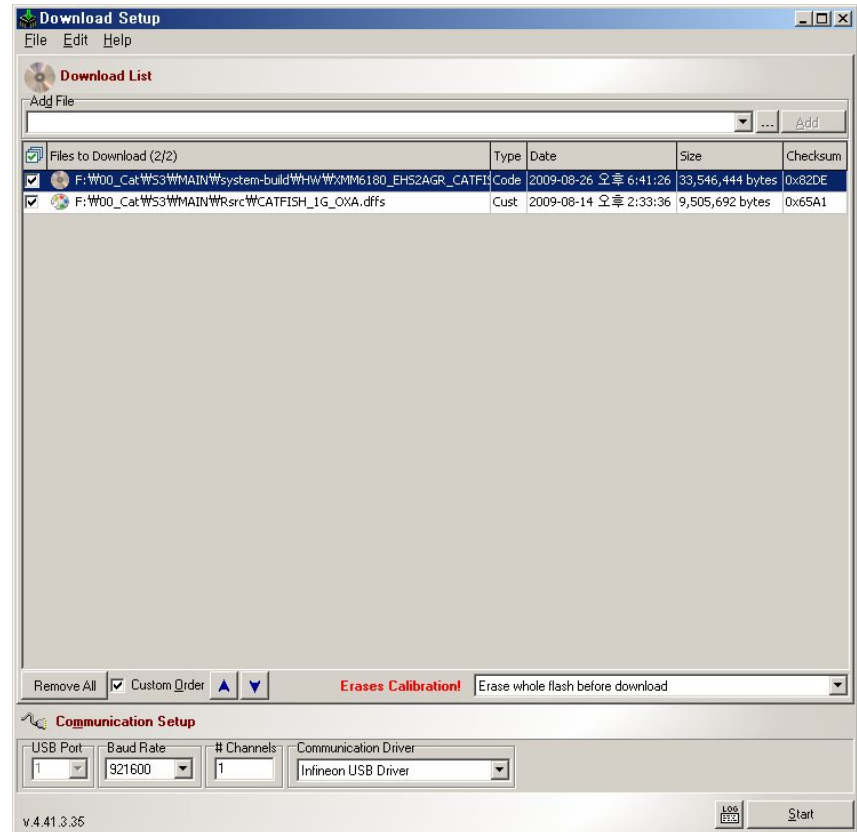 Download Setup
File Edit Help
Download List
Add File
... Add
Files to Download (2/2) Type Date Size Checksum
F:₩00_Cat₩S3₩MAIN₩system-build₩HW₩XMM6180_EHS2AGR_CATFIS Code 2009-08-26 오후 6:41:26 33,546,444 bytes 0x82DE
F:₩00_Cat₩S3₩MAIN₩Rsrc₩CATFISH_1G_OXA.dffs Cust 2009-08-14 오후 2:33:36 9,505,692 bytes 0x65A1
Remove All Custom Order Erases Calibration! Erase whole flash before download
Communication Setup
USB Port Baud Rate # Channels Communication Driver
1 921600 1 Infineon USB Driver
LOG
v.4.41.3.35 Start